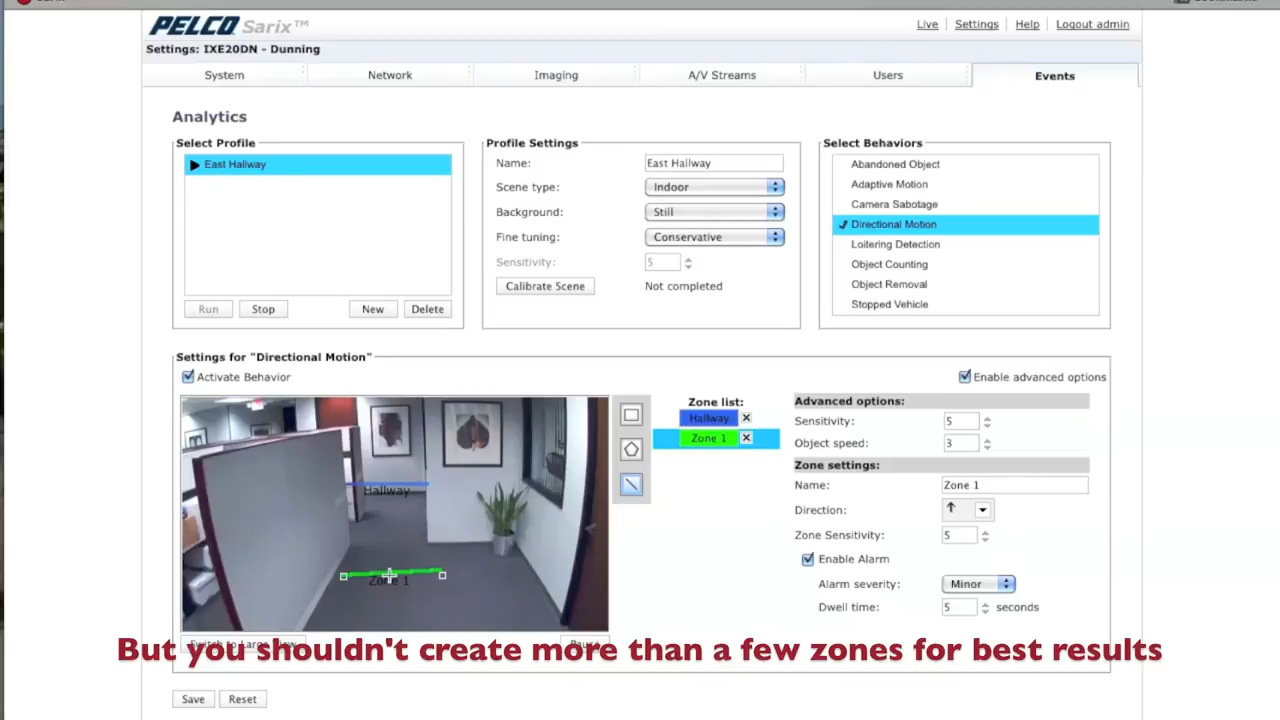 PELCO Sarix™
Live Settings Help Logout admin
Settings: IXE20DN - Dunning
System Network Imaging A/V Streams Users Events
Analytics
Select Profile
East Hallway
Run Stop New Delete
Profile Settings
Name: East Hallway
Scene type: Indoor
Background: Still
Fine tuning: Conservative
Sensitivity: 5
Calibrate Scene Not completed
Select Behaviors
Abandoned Object
Adaptive Motion
Camera Sabotage
Directional Motion
Loitering Detection
Object Counting
Object Removal
Stopped Vehicle
Settings for "Directional Motion"
Activate Behavior
Enable advanced options
Hallway
Zone 1
Zone list:
Hallway
Zone 1
Advanced options:
Sensitivity: 5
Object speed: 3
Zone settings:
Name: Zone 1
Direction:
Zone Sensitivity: 5
Enable Alarm
Alarm severity: Minor
Dwell time: 5 seconds
But you shouldn't create more than a few zones for best results
Save Reset